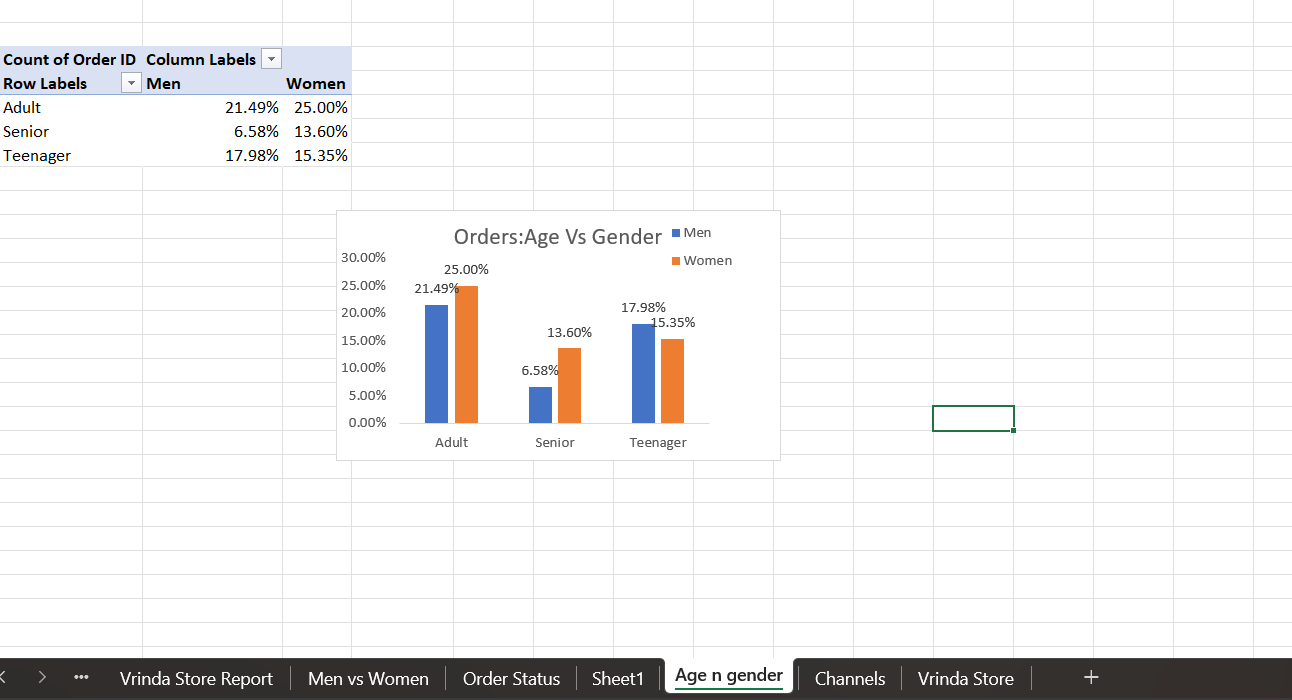 Count of Order ID Column Labels
Row Labels Men Women
Adult 21.49% 25.00%
Senior 6.58% 13.60%
Teenager 17.98% 15.35%
Orders:Age Vs Gender
Men
Women
30.00%
25.00%
20.00%
15.00%
10.00%
5.00%
0.00%
21.49%
25.00%
6.58%
13.60%
17.98%
15.35%
Adult Senior Teenager
Vrinda Store Report Men vs Women Order Status Sheet1 Age n gender Channels Vrinda Store